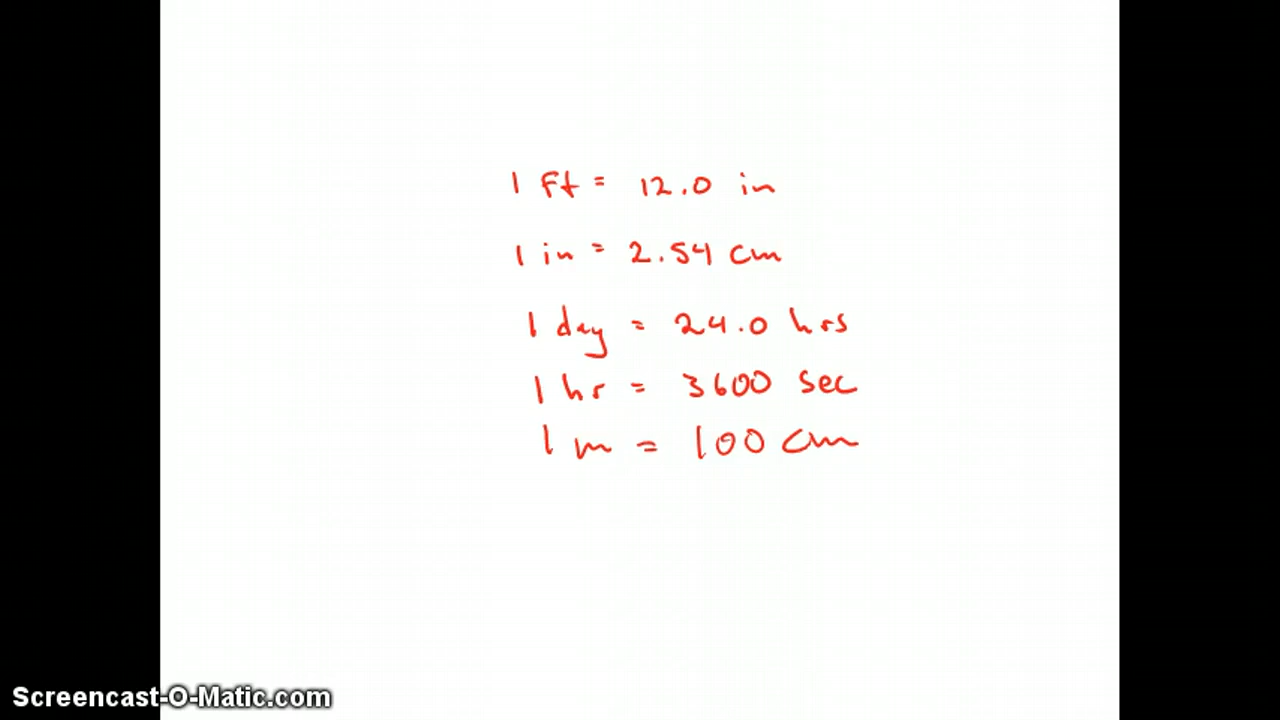 1 Ft = 12.0 in
1 in = 2.54 cm
1 day = 24.0 hrs
1 hr = 3600 sec
1 m = 100 cm
Screencast-O-Matic.com